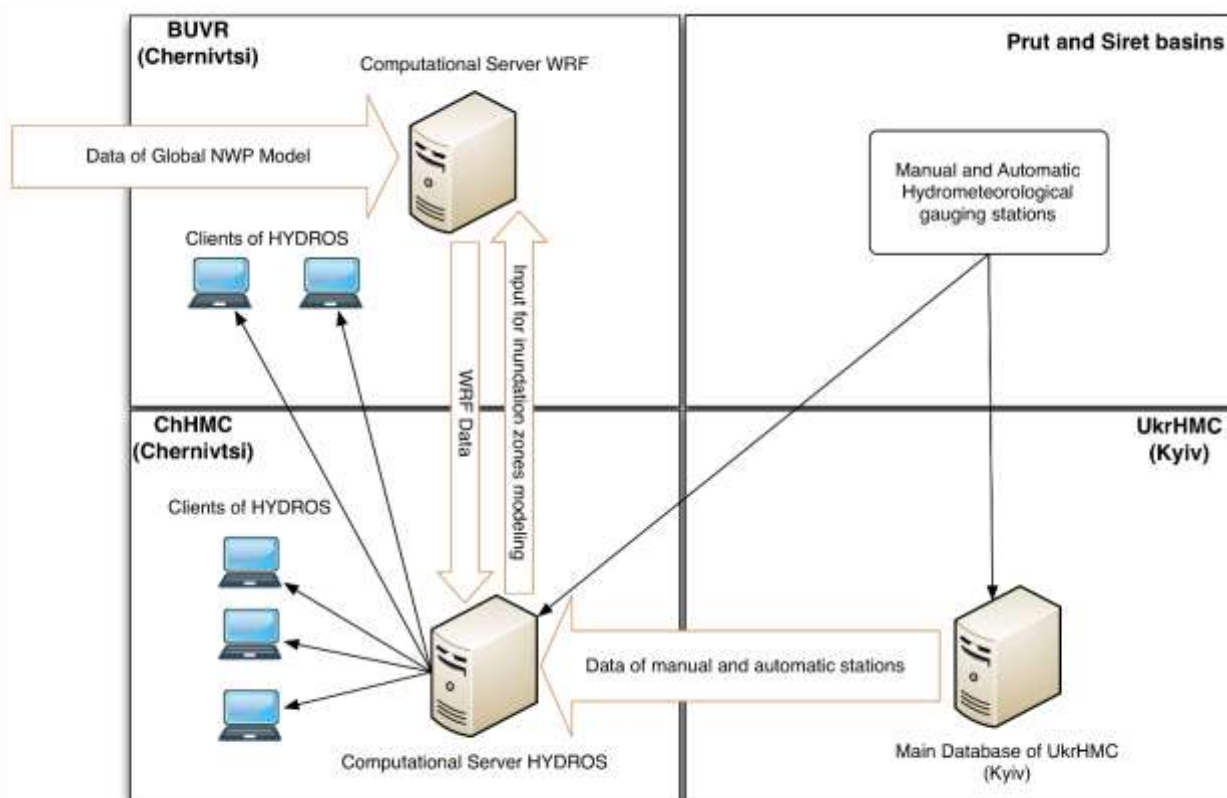 BUVR
(Chernivtsi)
Computational Server WRF
Data of Global NWP Model
Clients of HYDROS
Prut and Siret basins
Manual and Automatic
Hydrometeorological
gauging stations
WRF Data
Input for inundation zones modeling
ChHMC
(Chernivtsi)
Clients of HYDROS
Computational Server HYDROS
UkrHMC
(Kyiv)
Data of manual and automatic stations
Main Database of UkrHMC
(Kyiv)